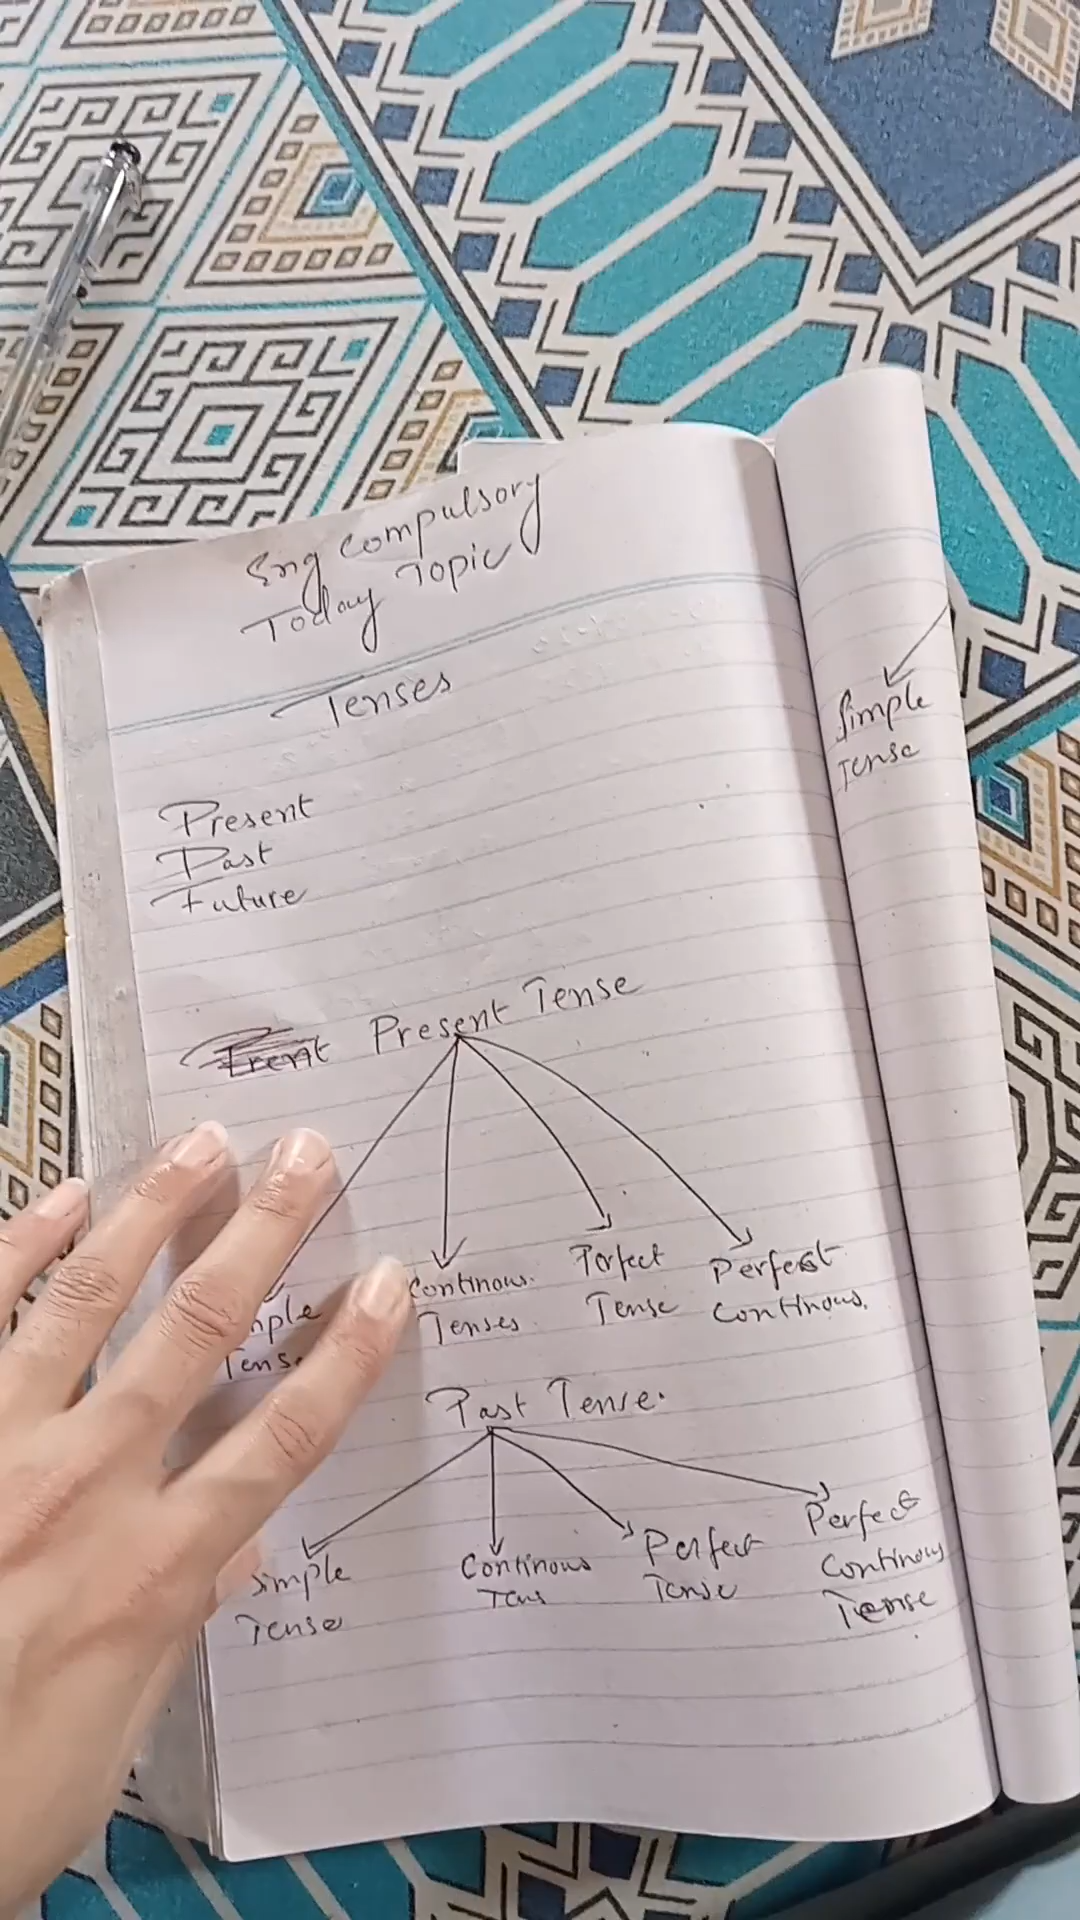 Eng Compulsory
Today Topic
Tenses
Present
Past
Future
Present Tense
Continous. Perfect Perfect
Tenses Tense Continous.
Tense
Past Tense.
Simple Continous Perfect Perfect
Tense Tens Tense Continous
Tense
Simple
Tense